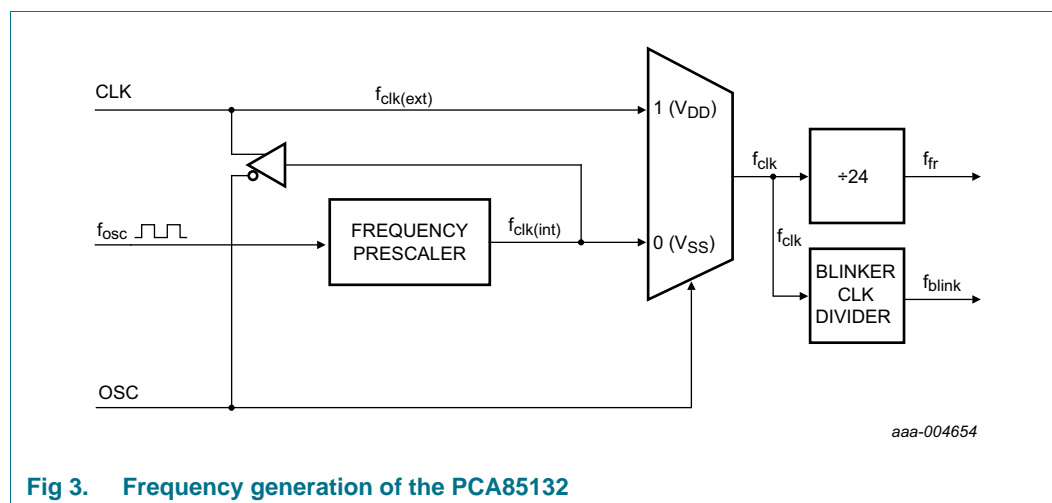 CLK
f_clk(ext)
1 (V_DD)
f_clk
÷24
f_fr
f_osc
FREQUENCY
PRESCALER
f_clk(int)
0 (V_SS)
f_clk
BLINKER
CLK
DIVIDER
f_blink
OSC
aaa-004654
Fig 3. Frequency generation of the PCA85132